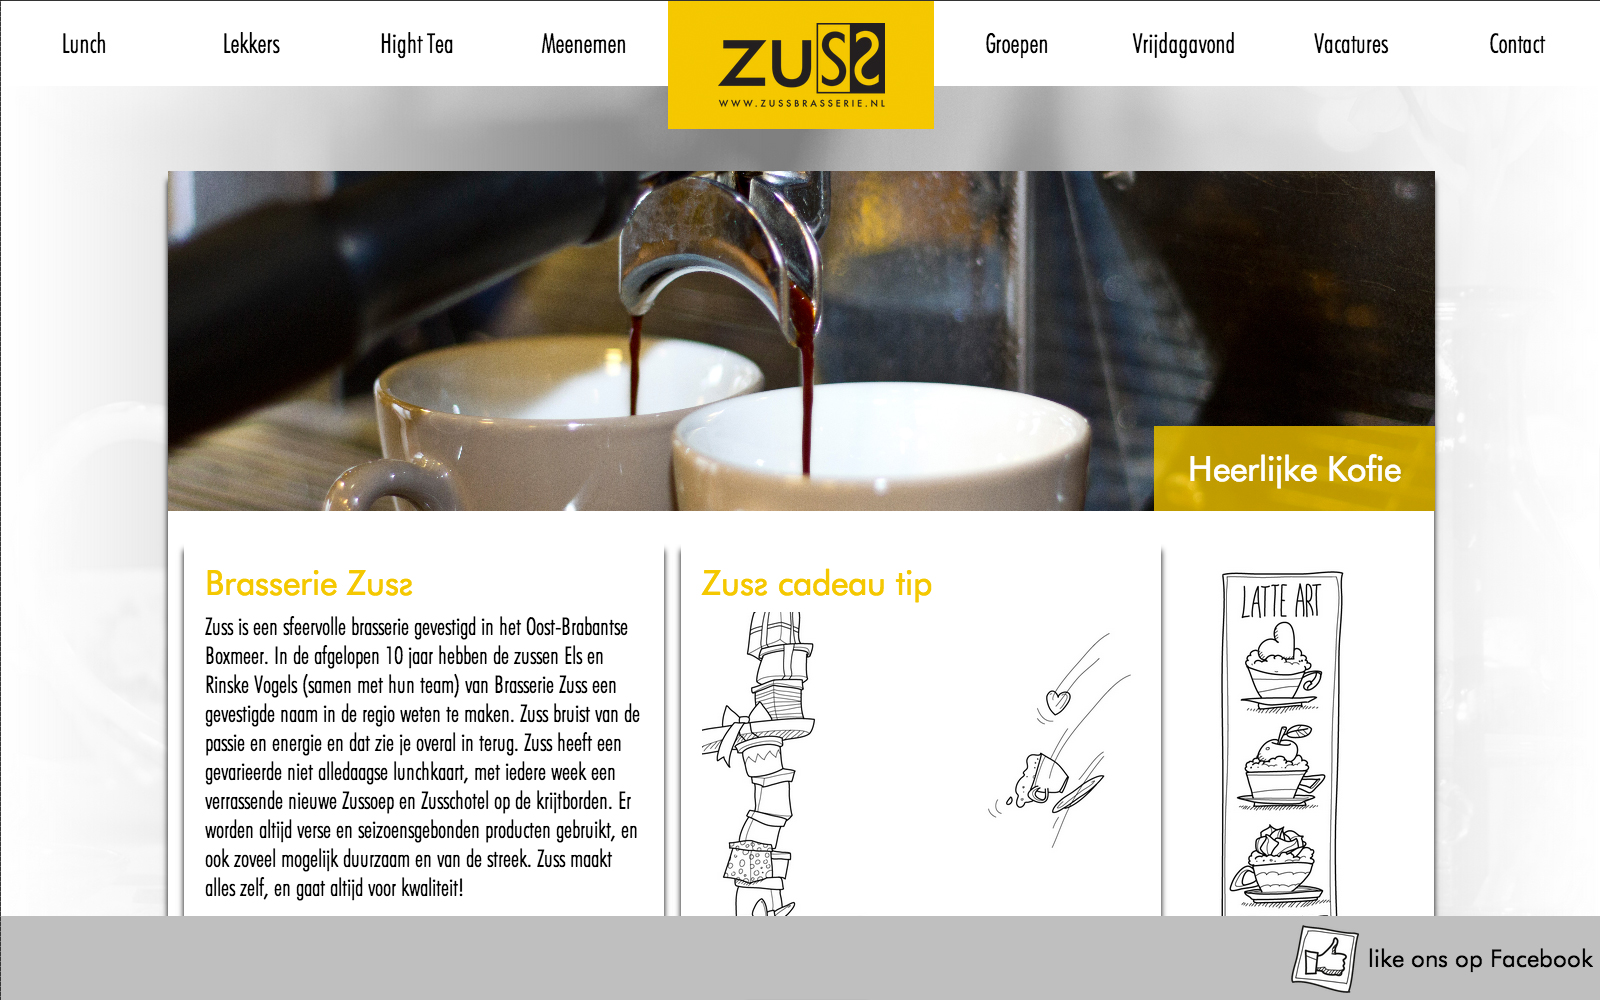 Lunch
Lekkers
Hight Tea
Meenemen
ZUSS
WWW.ZUSSBRASSERIE.NL
Groepen
Vrijdagavond
Vacatures
Contact
Heerlijke Kofie
Brasserie Zuss
Zuss is een sfeervolle brasserie gevestigd in het Oost-Brabantse
Boxmeer. In de afgelopen 10 jaar hebben de zussen Els en
Rinske Vogels (samen met hun team) van Brasserie Zuss een
gevestigde naam in de regio weten te maken. Zuss bruist van de
passie en energie en dat zie je overal in terug. Zuss heeft een
gevarieerde niet alledaagse lunchkaart, met iedere week een
verrassende nieuwe Zussoep en Zusschotel op de krijtborden. Er
worden altijd verse en seizoensgebonden producten gebruikt, en
ook zoveel mogelijk duurzaam en van de streek. Zuss maakt
alles zelf, en gaat altijd voor kwaliteit!
Zuss cadeau tip
LATTE ART
like ons op Facebook